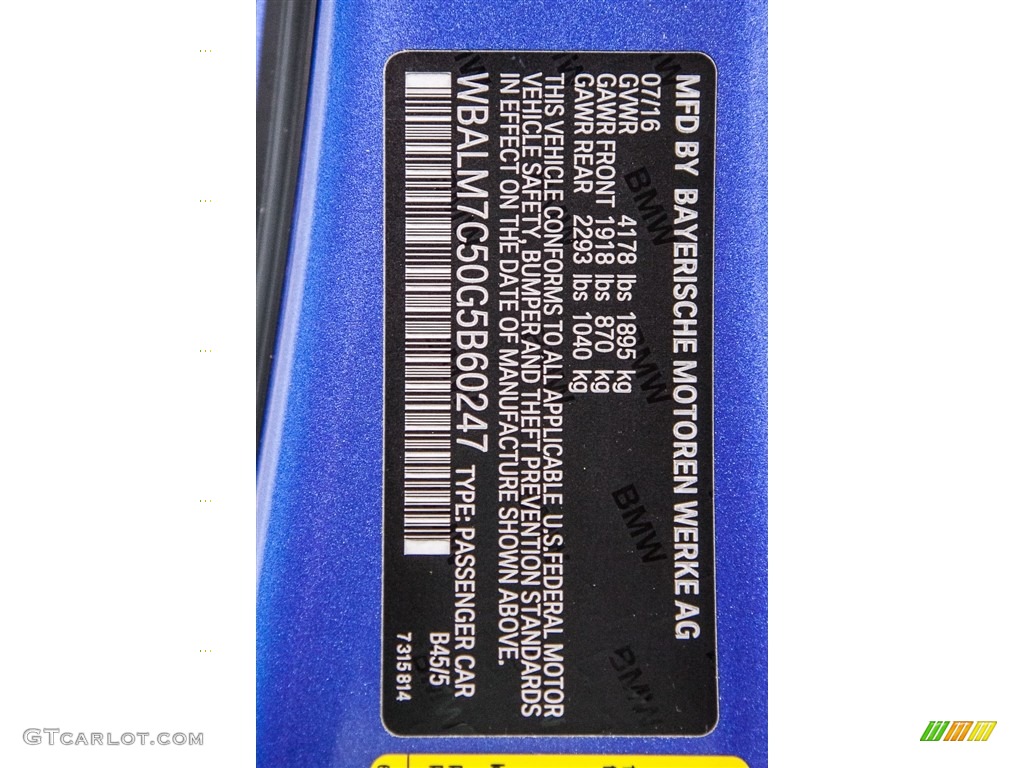 MFD BY BAYERISCHE MOTOREN WERKE AG
07/16
GVWR 4178 lbs 1895 kg
GAWR FRONT 1918 lbs 870 kg
GAWR REAR 2293 lbs 1040 kg
THIS VEHICLE CONFORMS TO ALL APPLICABLE U.S.FEDERAL MOTOR
VEHICLE SAFETY, BUMPER AND THEFT PREVENTION STANDARDS
IN EFFECT ON THE DATE OF MANUFACTURE SHOWN ABOVE.
WBALM7C50G5B60247 TYPE: PASSENGER CAR
B45/5
7315814
BMW
BMW
BMW
BMW
GTCARLOT.COM